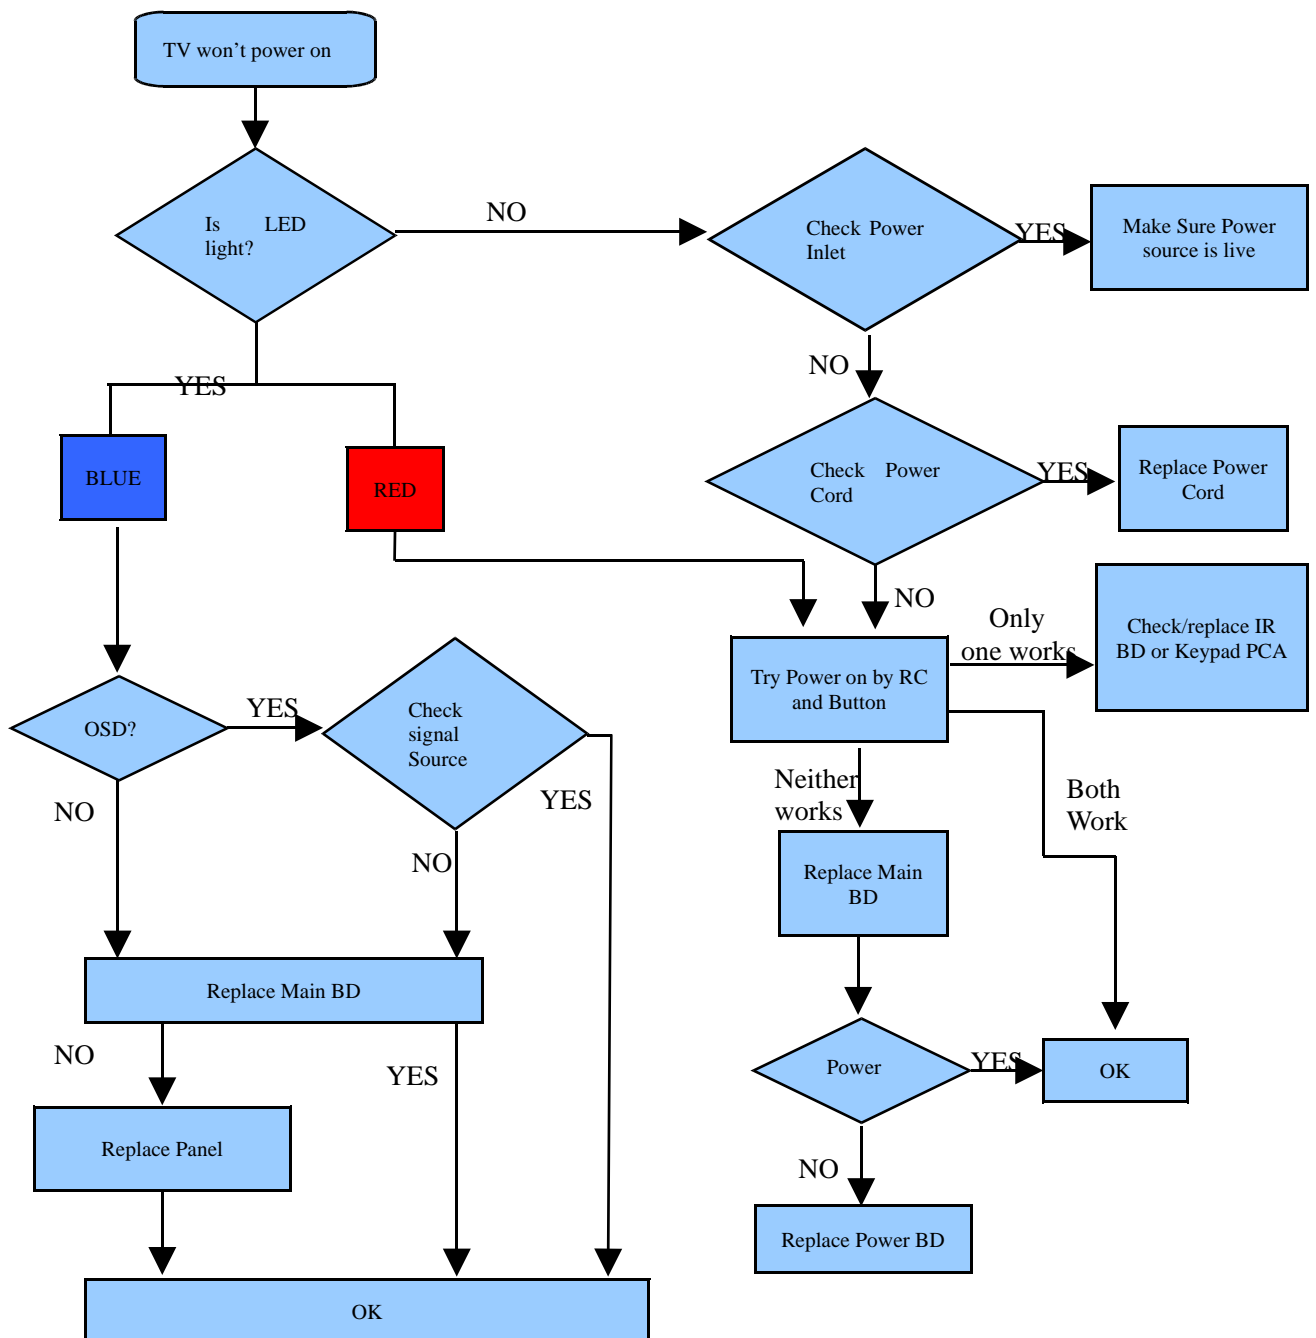 TV won’t power on
Is LED
light?
NO
Check Power
Inlet
YES
Make Sure Power
source is live
NO
YES
BLUE
RED
Check Power
Cord
YES
Replace Power
Cord
NO
Only
one works
Check/replace IR
BD or Keypad PCA
Try Power on by RC
and Button
OSD?
YES
Check
signal
Source
NO
YES
NO
Neither
works
Both
Work
Replace Main
BD
Replace Main BD
NO
YES
Power
YES
OK
Replace Panel
NO
Replace Power BD
OK